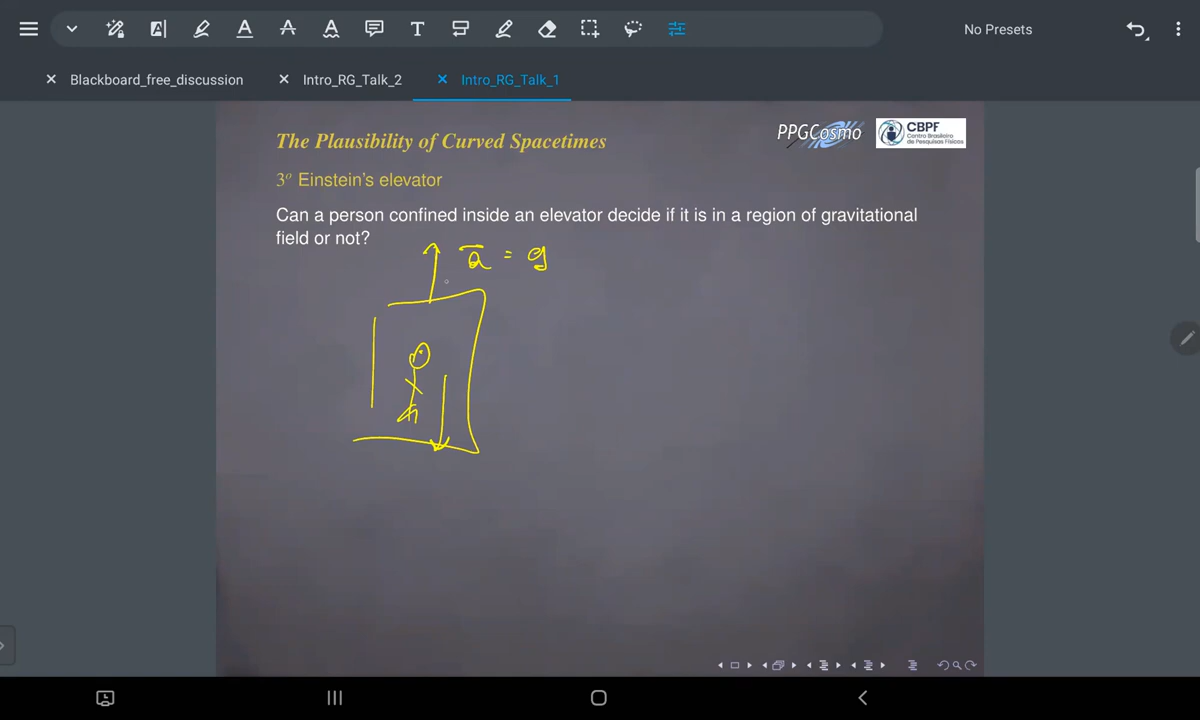 No Presets
Blackboard_free_discussion
Intro_RG_Talk_2
Intro_RG_Talk_1
The Plausibility of Curved Spacetimes
PPGCosmo
CBPF
Centro Brasileiro
de Pesquisas Físicas
3º Einstein's elevator
Can a person confined inside an elevator decide if it is in a region of gravitational
field or not?
a̅ = g